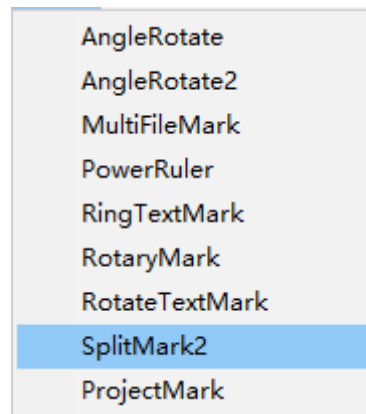 AngleRotate
AngleRotate2
MultiFileMark
PowerRuler
RingTextMark
RotaryMark
RotateTextMark
SplitMark2
ProjectMark